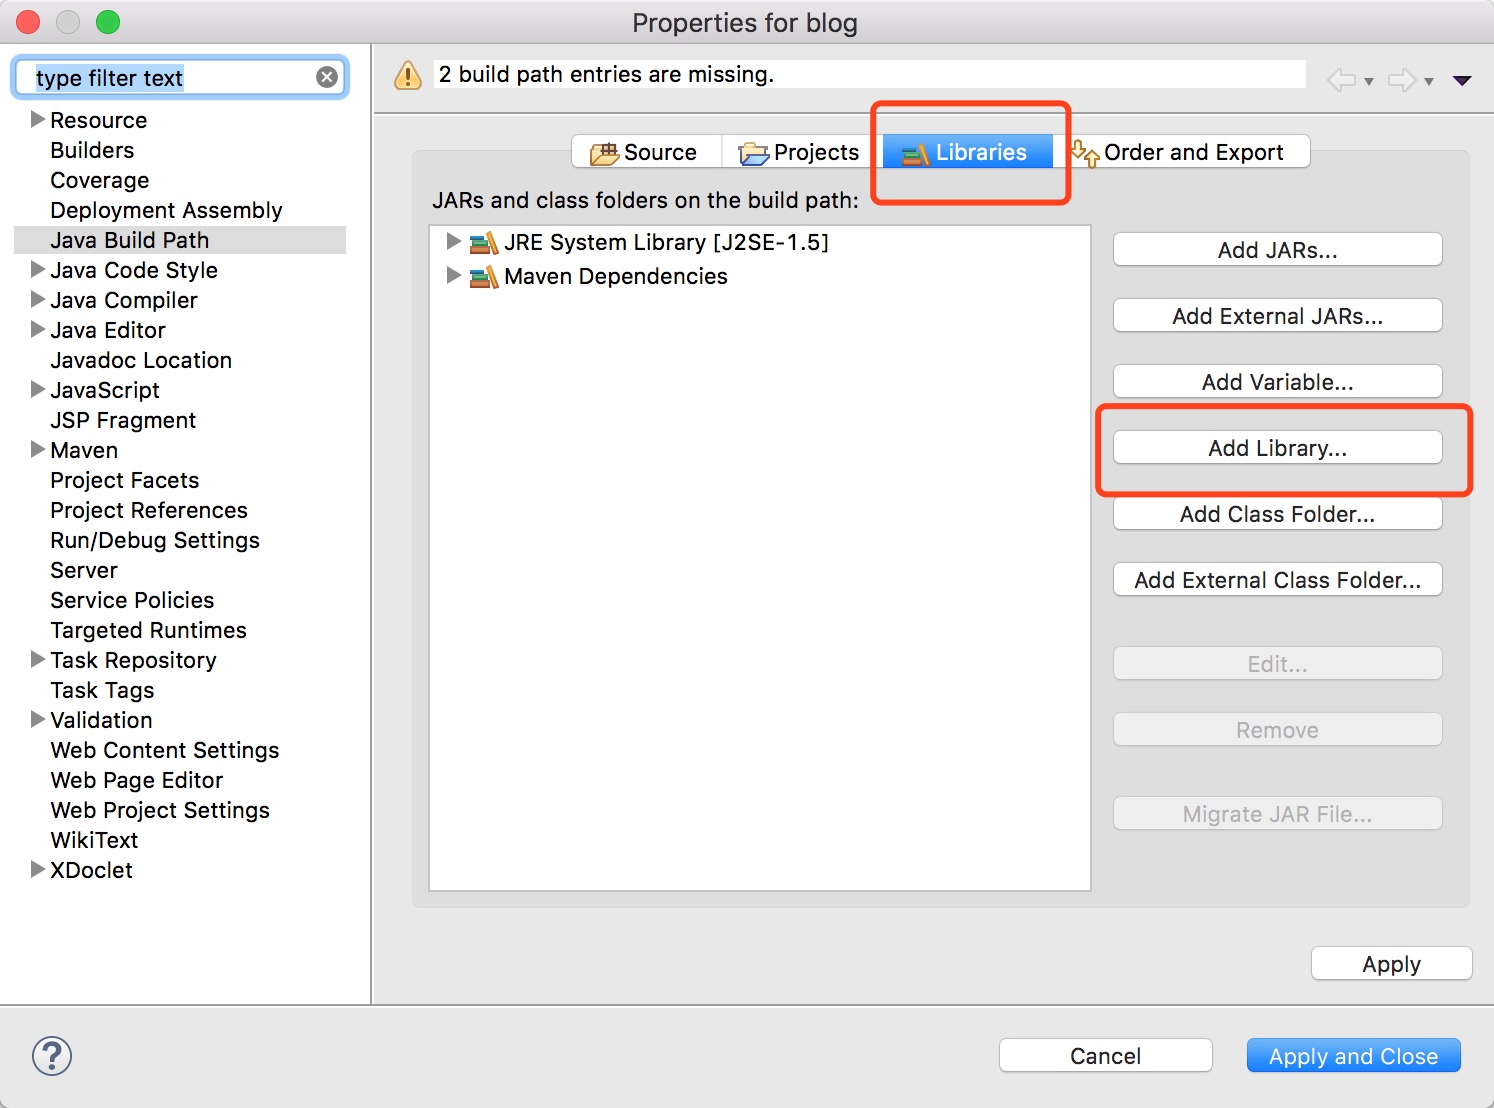 Properties for blog
type filter text
Resource
Builders
Coverage
Deployment Assembly
Java Build Path
Java Code Style
Java Compiler
Java Editor
Javadoc Location
JavaScript
JSP Fragment
Maven
Project Facets
Project References
Run/Debug Settings
Server
Service Policies
Targeted Runtimes
Task Repository
Task Tags
Validation
Web Content Settings
Web Page Editor
Web Project Settings
WikiText
XDoclet
2 build path entries are missing.
Source
Projects
Libraries
Order and Export
JARs and class folders on the build path:
JRE System Library [J2SE-1.5]
Maven Dependencies
Add JARs...
Add External JARs...
Add Variable...
Add Library...
Add Class Folder...
Add External Class Folder...
Edit...
Remove
Migrate JAR File...
Apply
?
Cancel
Apply and Close